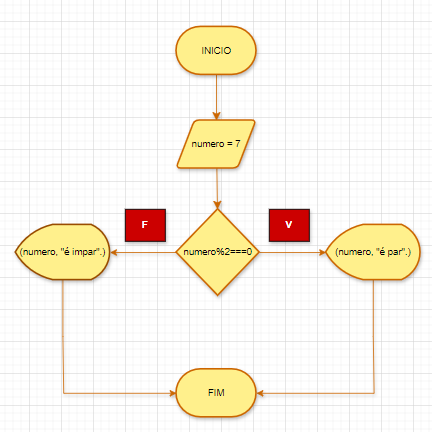 INICIO
numero = 7
F
V
(numero, "é impar".)
numero%2===0
(numero, "é par".)
FIM